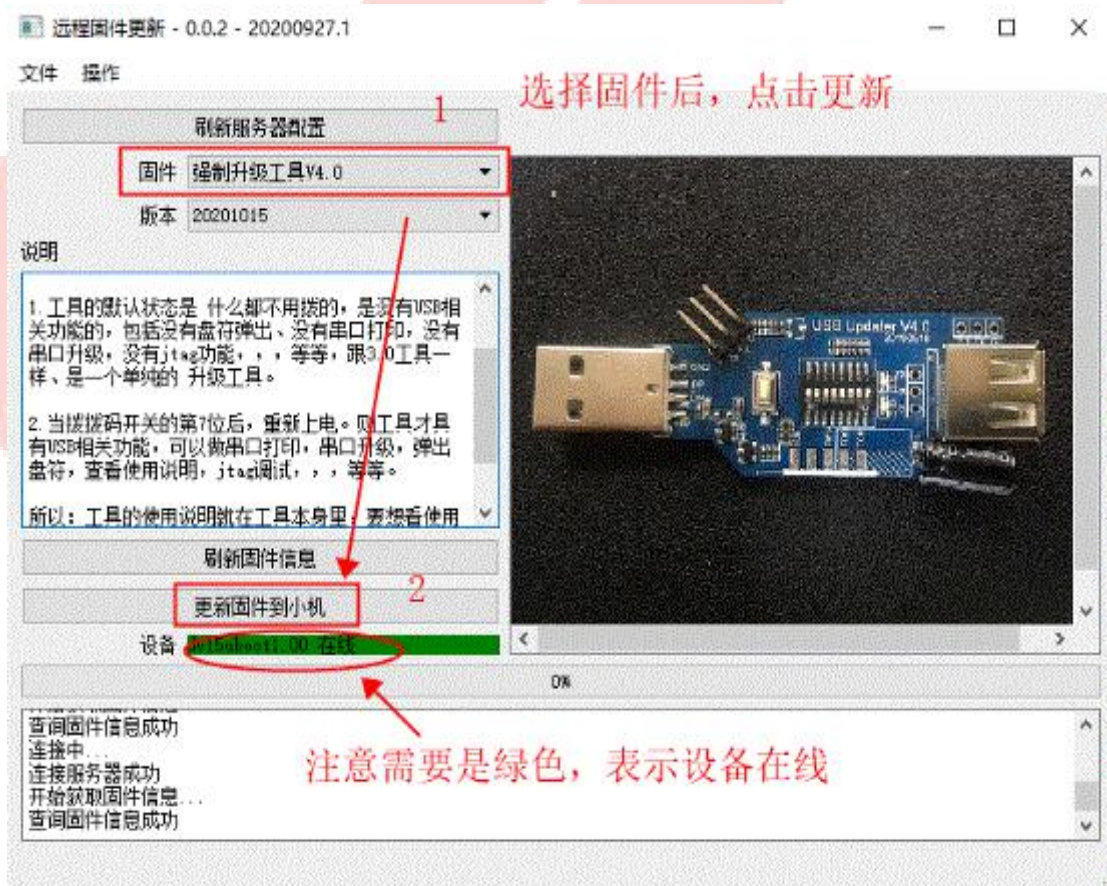 远程固件更新 - 0.0.2 - 20200927.1
文件 操作
选择固件后，点击更新
1
刷新服务器配置
固件 强制升级工具V4.0
版本 20201015
说明
1. 工具的默认状态是 什么都不用拨的，是没有USB相
关功能的，包括没有盘符弹出、没有串口打印，没有
串口升级，没有jtag功能，，，等等，跟3.0工具一
样、是一个单纯的 升级工具。
2. 当拨拨码开关的第7位后，重新上电。则工具才具
有USB相关功能，可以做串口打印，串口升级，弹出
盘符，查看使用说明，jtag调试，，，等等。
所以：工具的使用说明就在工具本身里，要想看使用
USB Updater V4.0
刷新固件信息
2
更新固件到小机
设备 在线
0%
查询固件信息成功
连接中...
连接服务器成功
开始获取固件信息...
查询固件信息成功
注意需要是绿色，表示设备在线